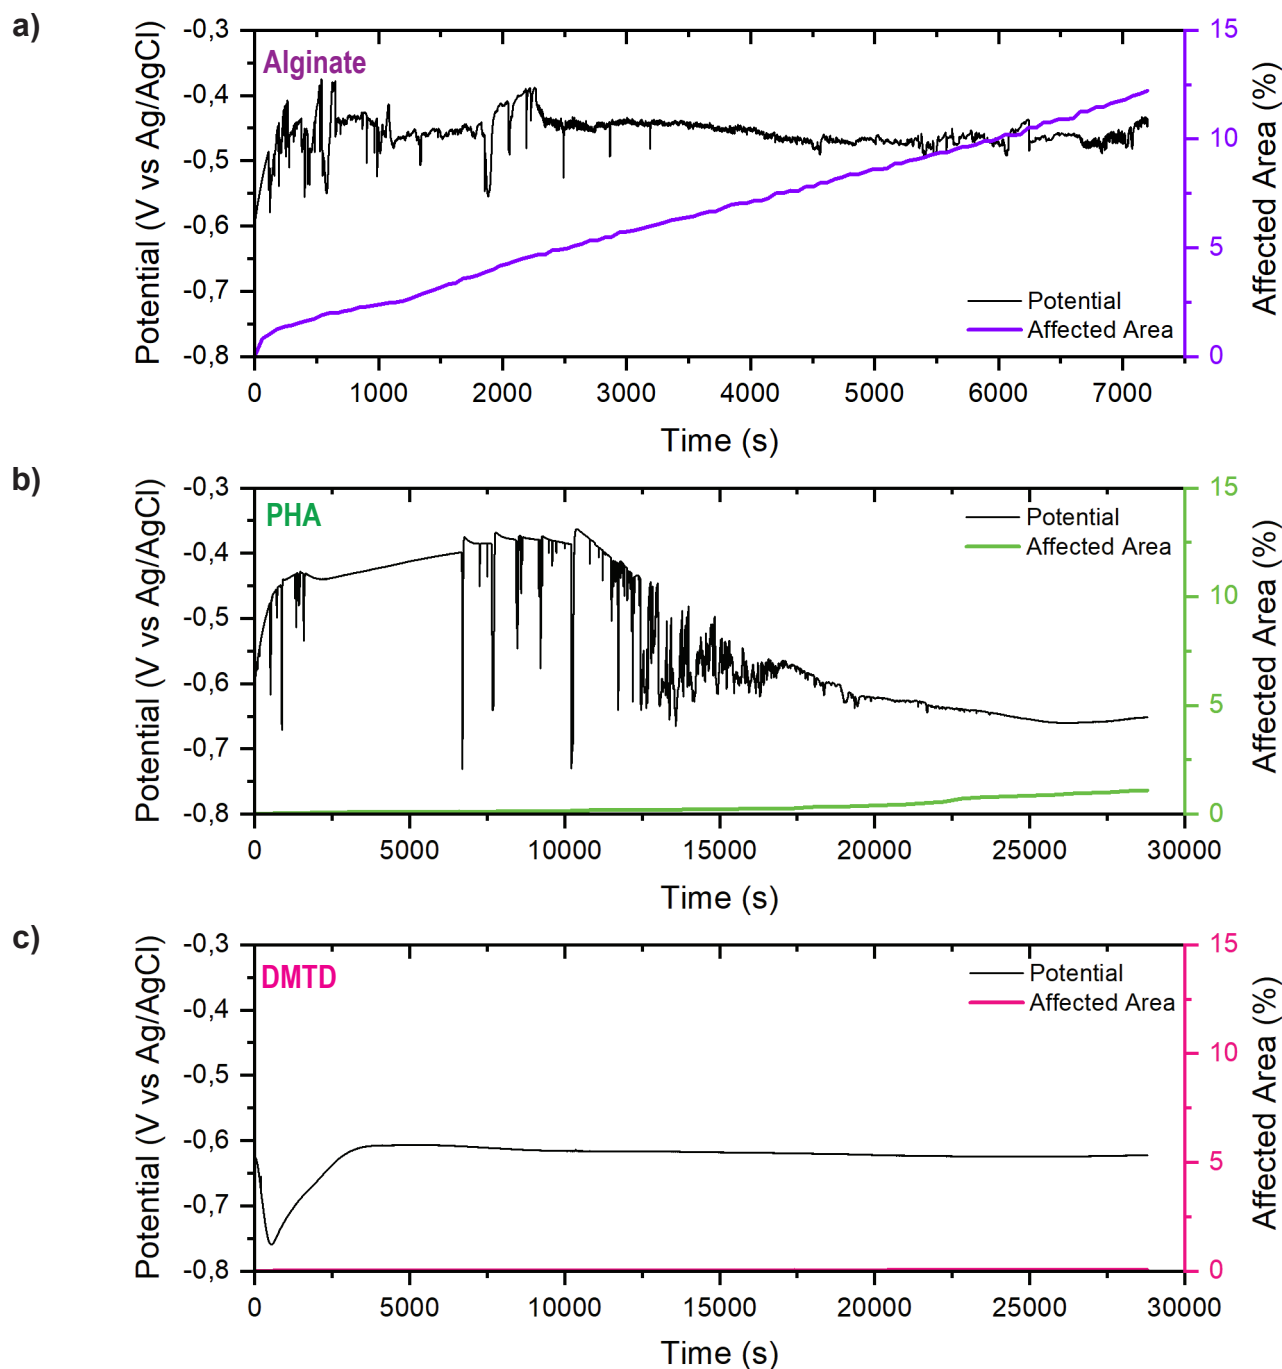 a)
Alginate
Potential (V vs Ag/AgCl)
-0,3
-0,4
-0,5
-0,6
-0,7
-0,8
15
10
5
0
Affected Area (%)
Potential
Affected Area
0 1000 2000 3000 4000 5000 6000 7000
Time (s)
b)
PHA
Potential (V vs Ag/AgCl)
-0,3
-0,4
-0,5
-0,6
-0,7
-0,8
15
10
5
0
Affected Area (%)
Potential
Affected Area
0 5000 10000 15000 20000 25000 30000
Time (s)
c)
DMTD
Potential (V vs Ag/AgCl)
-0,3
-0,4
-0,5
-0,6
-0,7
-0,8
15
10
5
0
Affected Area (%)
Potential
Affected Area
0 5000 10000 15000 20000 25000 30000
Time (s)